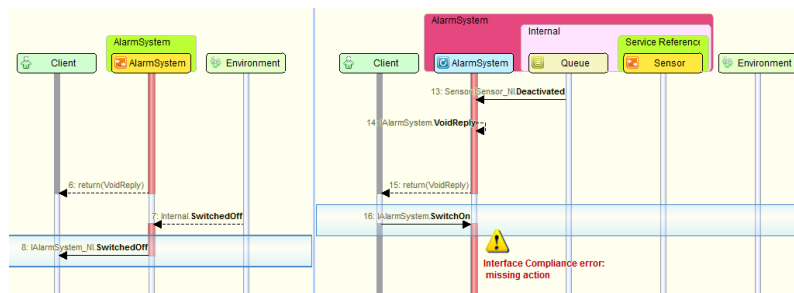 AlarmSystem
Client
AlarmSystem
Environment
6: return(VoidReply)
7: Internal.SwitchedOff
8: IAlarmSystem_NI.SwitchedOff
AlarmSystem
Internal
Service Reference
Client
AlarmSystem
Queue
Sensor
Environment
13: Sensor:Sensor_NI.Deactivated
14: IAlarmSystem.VoidReply
15: return(VoidReply)
16: IAlarmSystem.SwitchOn
Interface Compliance error:
missing action